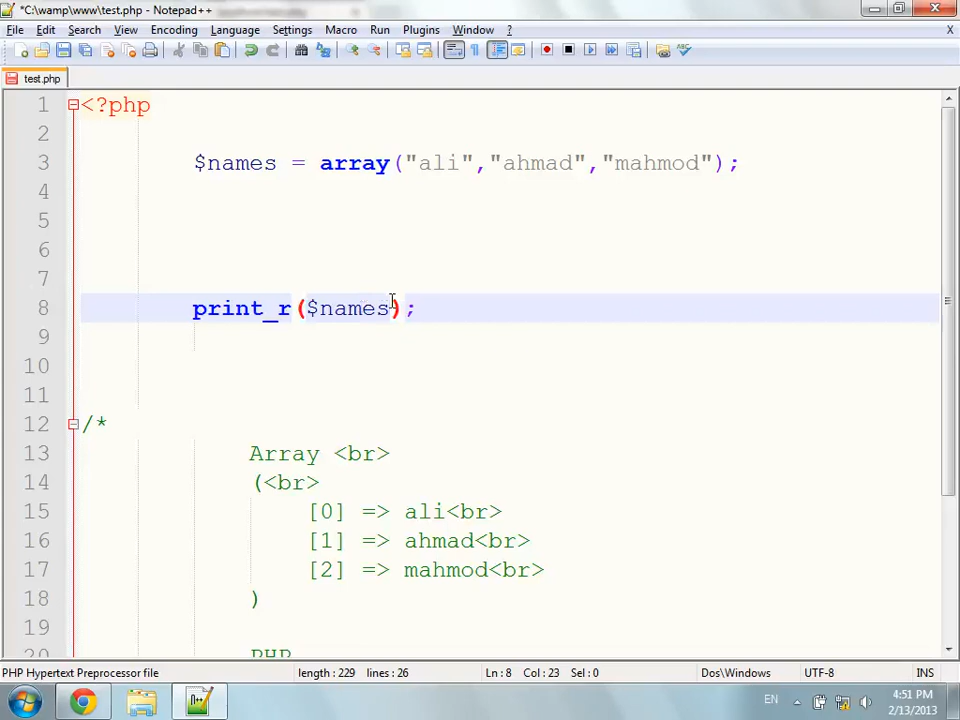 *C:\wamp\www\test.php - Notepad++
File Edit Search View Encoding Language Settings Macro Run Plugins Window ? X
test.php
1 <?php
2
3 $names = array("ali","ahmad","mahmod");
4
5
6
7
8 print_r($names);
9
10
11
12 /*
13 Array <br>
14 (<br>
15 [0] => ali<br>
16 [1] => ahmad<br>
17 [2] => mahmod<br>
18 )
19
20 PHP
PHP Hypertext Preprocessor file length : 229 lines : 26 Ln : 8 Col : 23 Sel : 0 Dos\Windows UTF-8 INS
EN 4:51 PM
2/13/2013